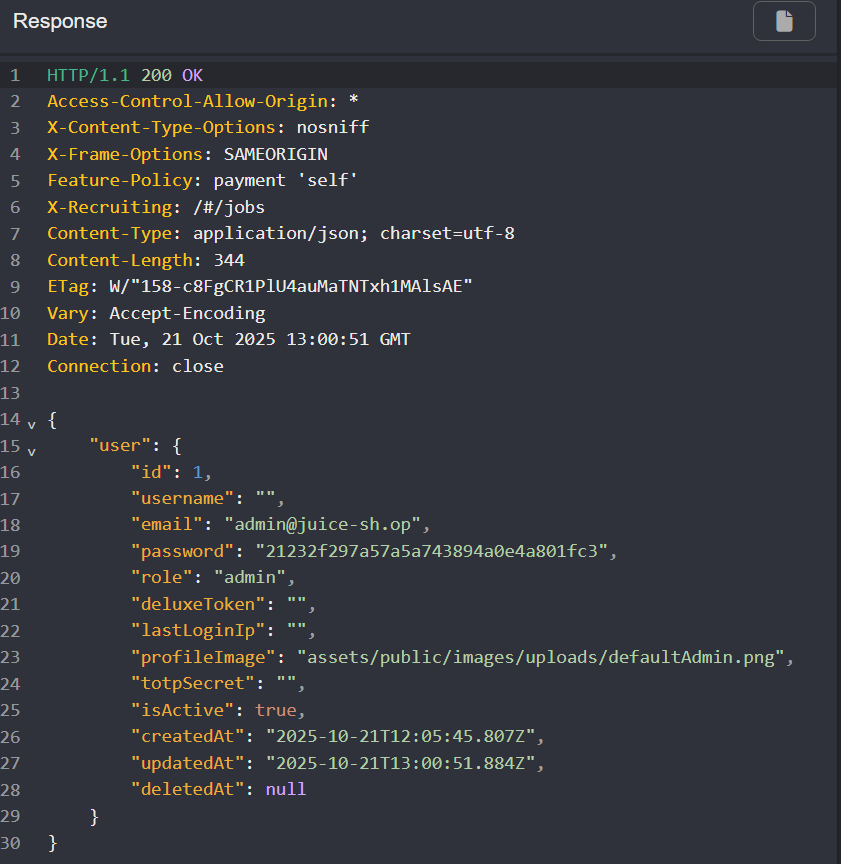 Response
1 HTTP/1.1 200 OK
2 Access-Control-Allow-Origin: *
3 X-Content-Type-Options: nosniff
4 X-Frame-Options: SAMEORIGIN
5 Feature-Policy: payment 'self'
6 X-Recruiting: /#/jobs
7 Content-Type: application/json; charset=utf-8
8 Content-Length: 344
9 ETag: W/"158-c8FgCR1PlU4auMaTNTxh1MAlsAE"
10 Vary: Accept-Encoding
11 Date: Tue, 21 Oct 2025 13:00:51 GMT
12 Connection: close
13
14 v {
15 v     "user": {
16         "id": 1,
17         "username": "",
18         "email": "admin@juice-sh.op",
19         "password": "21232f297a57a5a743894a0e4a801fc3",
20         "role": "admin",
21         "deluxeToken": "",
22         "lastLoginIp": "",
23         "profileImage": "assets/public/images/uploads/defaultAdmin.png",
24         "totpSecret": "",
25         "isActive": true,
26         "createdAt": "2025-10-21T12:05:45.807Z",
27         "updatedAt": "2025-10-21T13:00:51.884Z",
28         "deletedAt": null
29     }
30 }